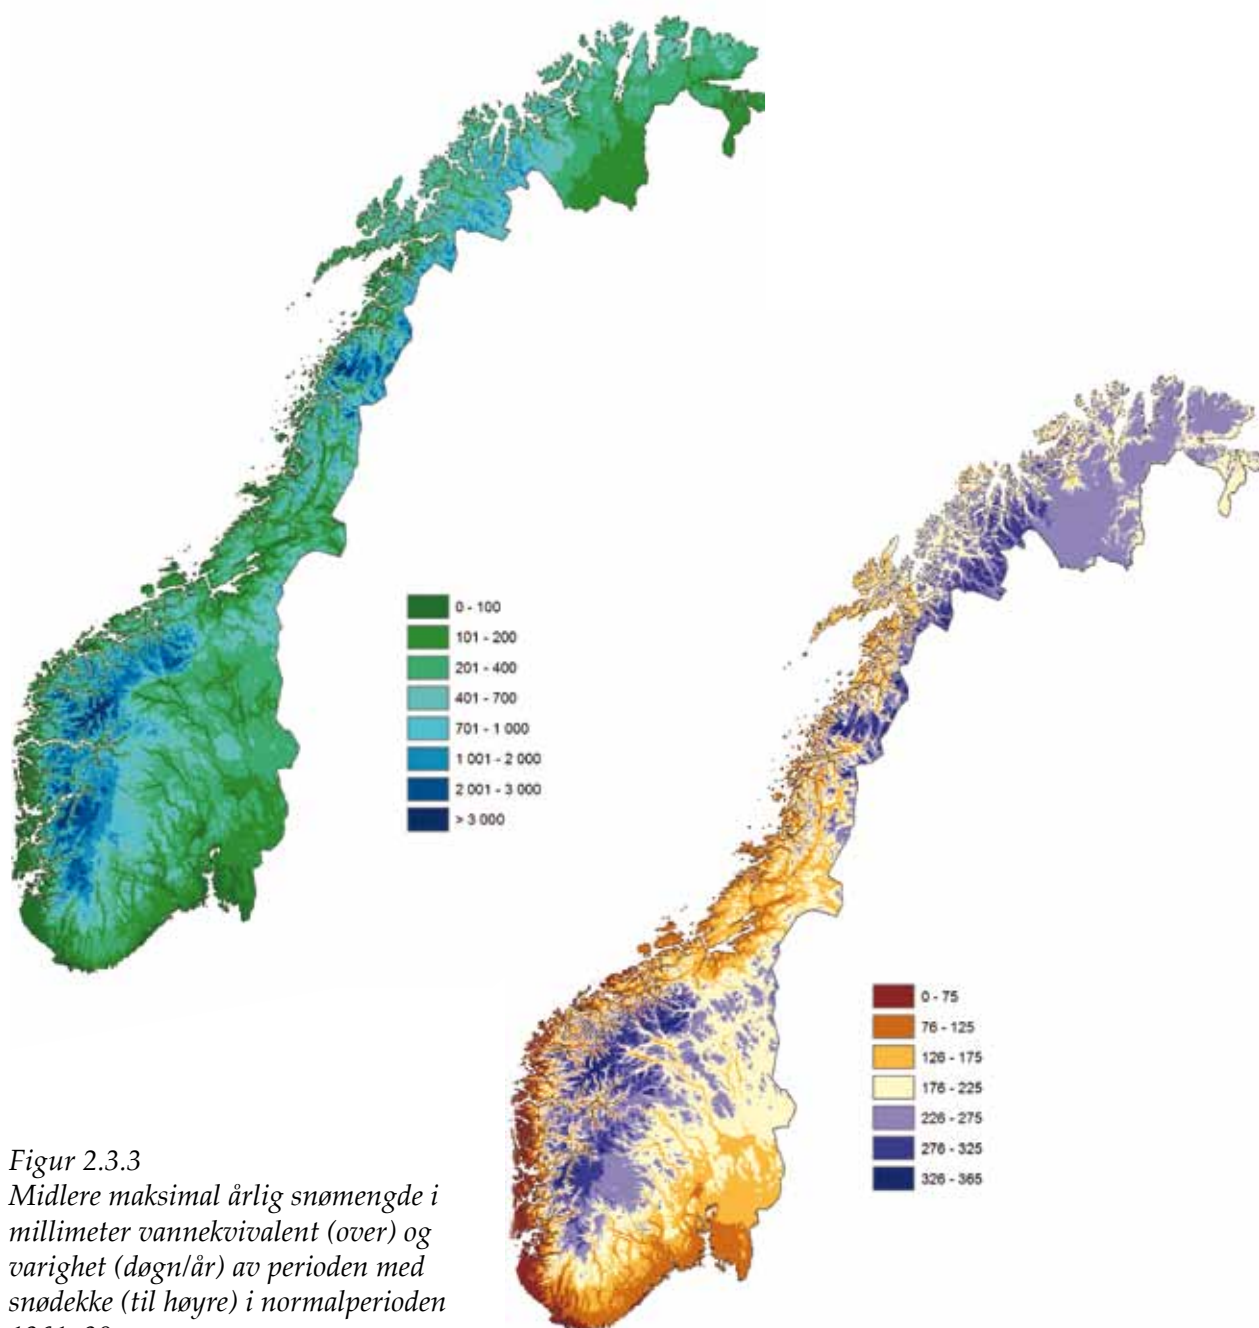 0 - 100
101 - 200
201 - 400
401 - 700
701 - 1 000
1 001 - 2 000
2 001 - 3 000
> 3 000
0 - 75
76 - 125
126 - 175
176 - 225
226 - 275
276 - 325
326 - 365
Figur 2.3.3
Midlere maksimal årlig snømengde i
millimeter vannekvivalent (over) og
varighet (døgn/år) av perioden med
snødekke (til høyre) i normalperioden